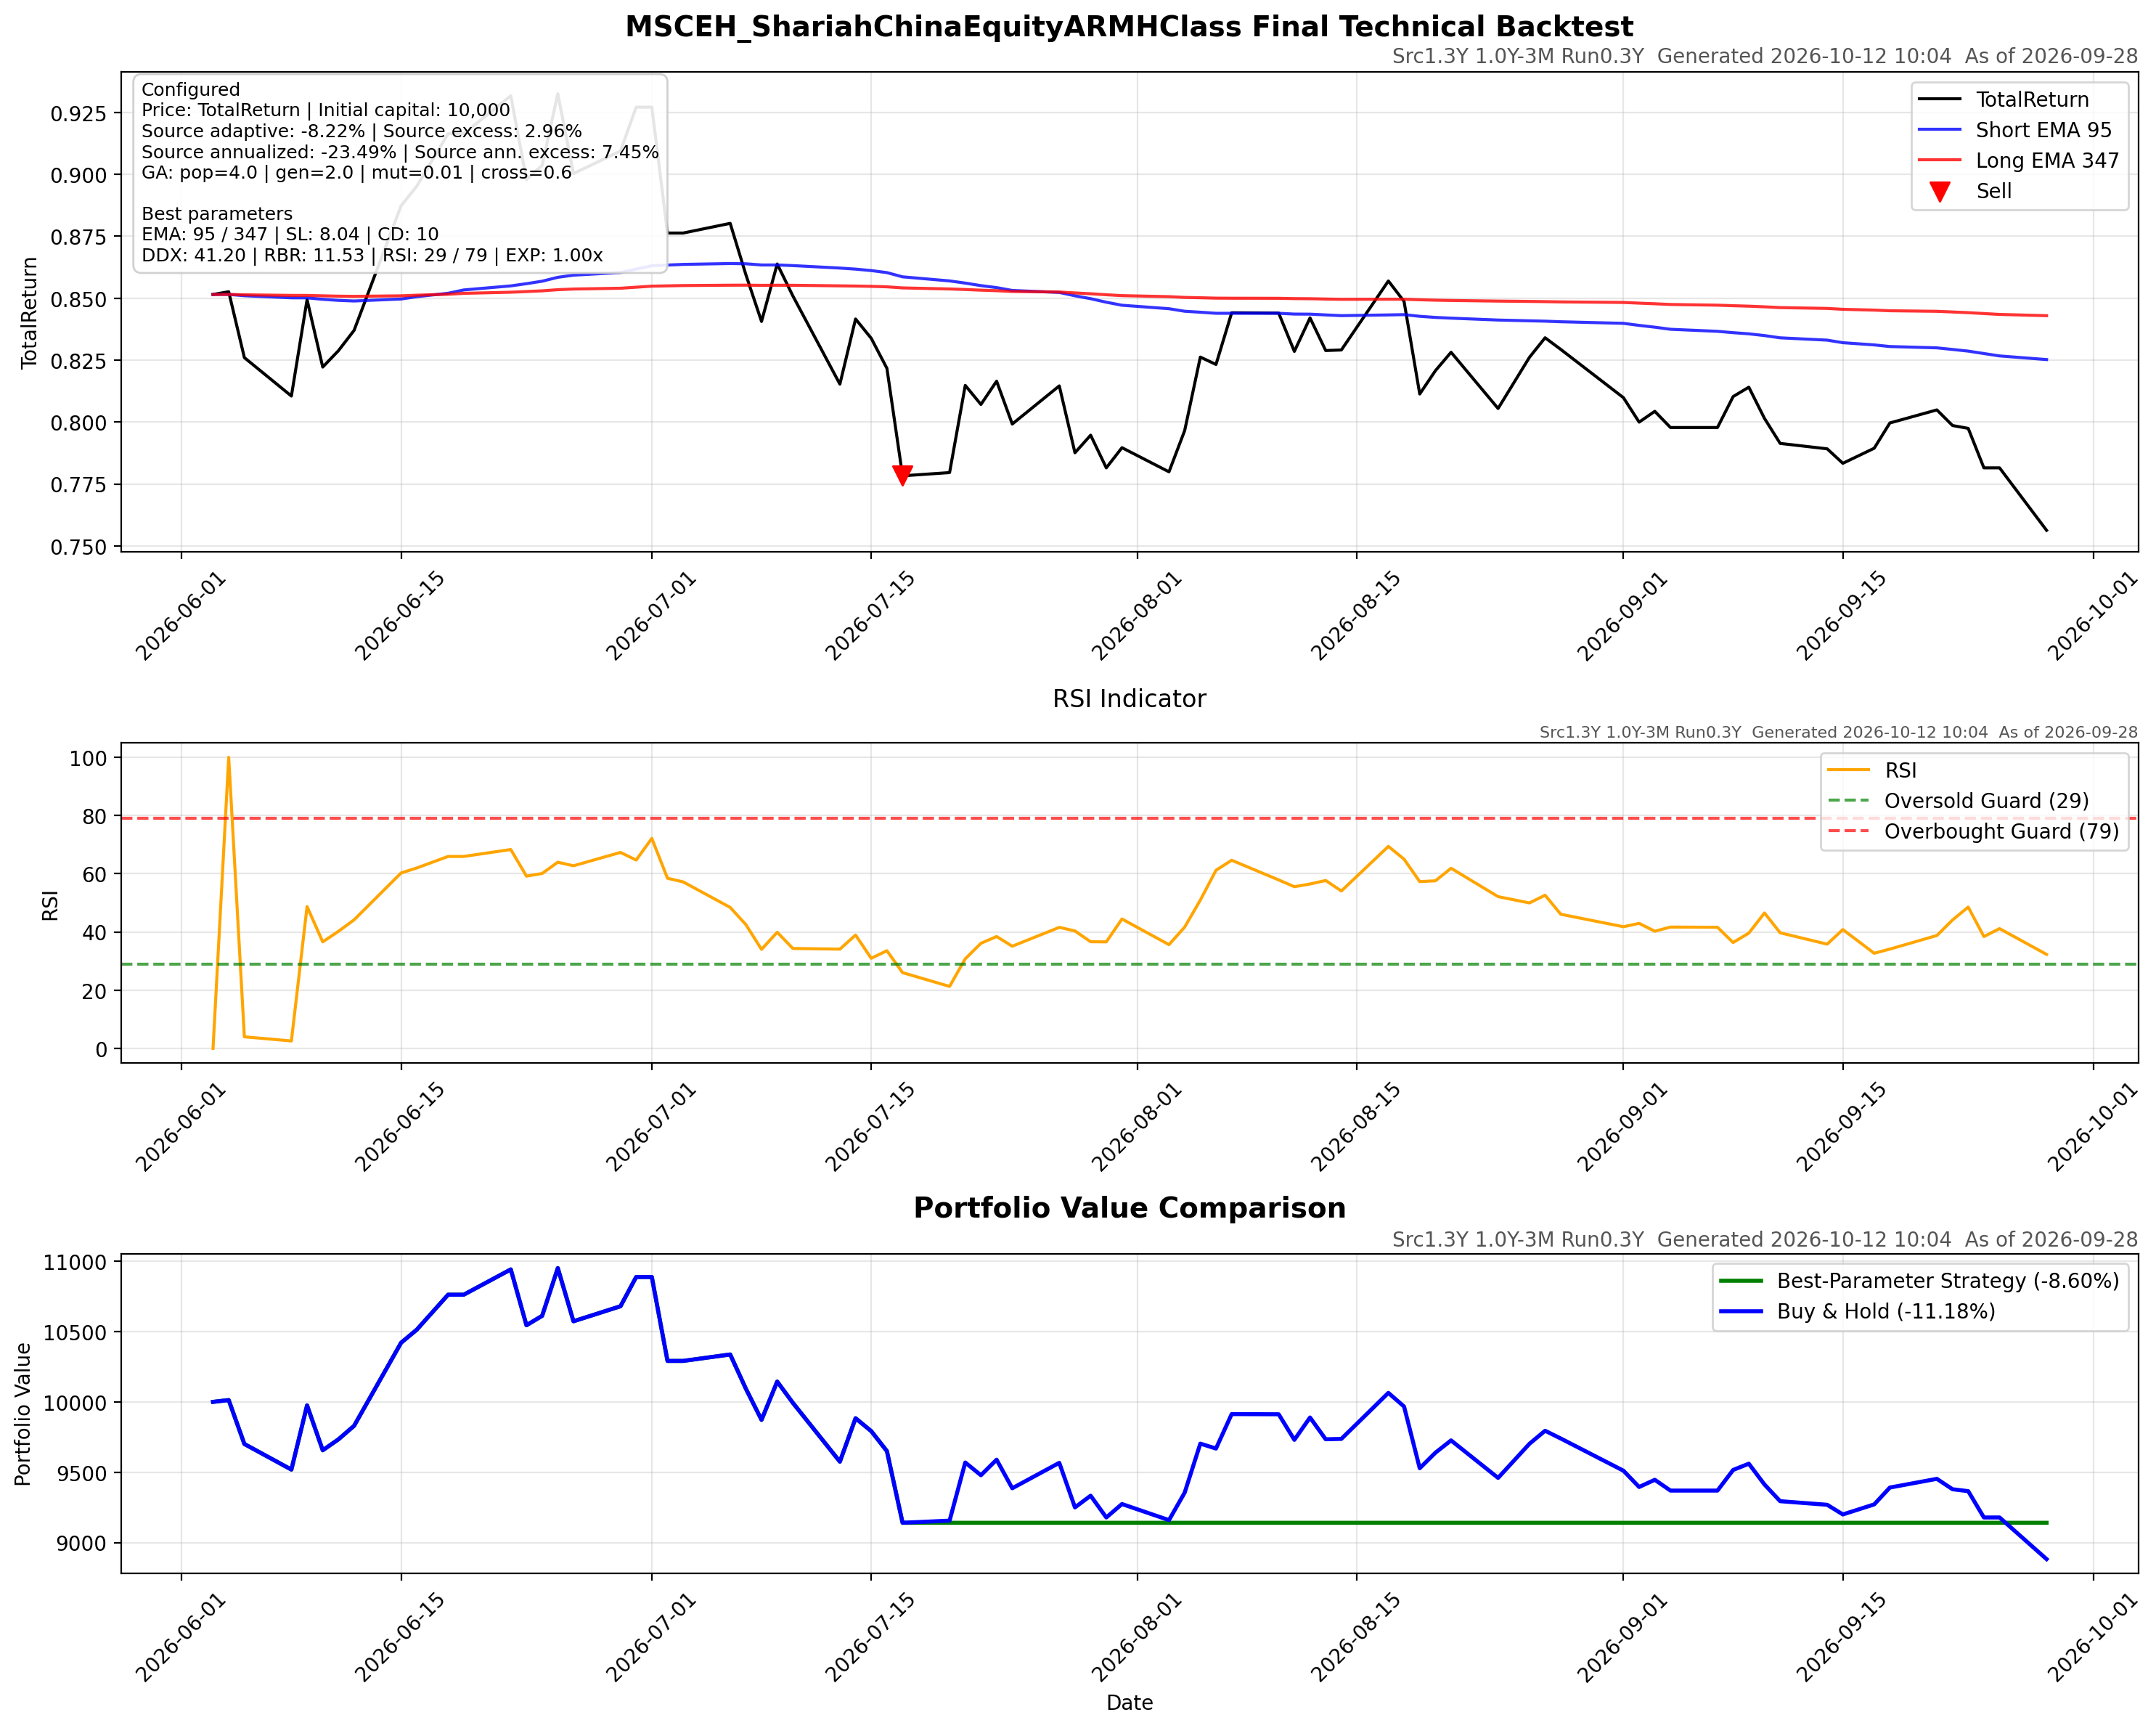 MSCEH_ShariahChinaEquityARMHClass Final Technical Backtest
Src1.3Y 1.0Y-3M Run0.3Y  Generated 2026-10-12 10:04  As of 2026-09-28
Configured
Price: TotalReturn | Initial capital: 10,000
Source adaptive: -8.22% | Source excess: 2.96%
Source annualized: -23.49% | Source ann. excess: 7.45%
GA: pop=4.0 | gen=2.0 | mut=0.01 | cross=0.6
Best parameters
EMA: 95 / 347 | SL: 8.04 | CD: 10
DDX: 41.20 | RBR: 11.53 | RSI: 29 / 79 | EXP: 1.00x
TotalReturn
Short EMA 95
Long EMA 347
Sell
TotalReturn
0.925
0.900
0.875
0.850
0.825
0.800
0.775
0.750
2026-06-01
2026-06-15
2026-07-01
2026-07-15
2026-08-01
2026-08-15
2026-09-01
2026-09-15
2026-10-01
RSI Indicator
Src1.3Y 1.0Y-3M Run0.3Y  Generated 2026-10-12 10:04  As of 2026-09-28
RSI
Oversold Guard (29)
Overbought Guard (79)
RSI
100
80
60
40
20
0
2026-06-01
2026-06-15
2026-07-01
2026-07-15
2026-08-01
2026-08-15
2026-09-01
2026-09-15
2026-10-01
Portfolio Value Comparison
Src1.3Y 1.0Y-3M Run0.3Y  Generated 2026-10-12 10:04  As of 2026-09-28
Best-Parameter Strategy (-8.60%)
Buy & Hold (-11.18%)
Portfolio Value
11000
10500
10000
9500
9000
2026-06-01
2026-06-15
2026-07-01
2026-07-15
2026-08-01
2026-08-15
2026-09-01
2026-09-15
2026-10-01
Date